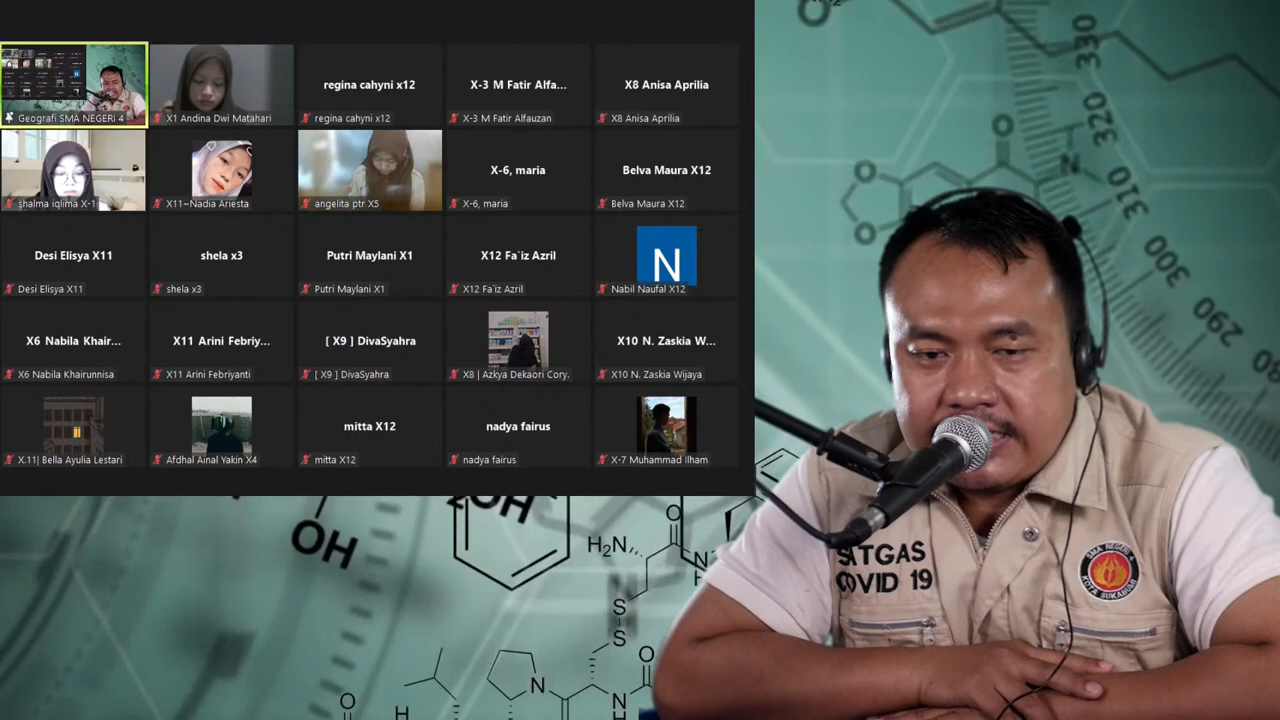 Geografi SMA NEGERI 4
X1 Andina Dwi Matahari
regina cahyni x12
regina cahyni x12
X-3 M Fatir Alfa...
X-3 M Fatir Alfauzan
X8 Anisa Aprilia
X8 Anisa Aprilia
shalma iqlima X-1
X11~Nadia Ariesta
angelita ptr X5
X-6, maria
X-6, maria
Belva Maura X12
Belva Maura X12
Desi Elisya X11
Desi Elisya X11
shela x3
shela x3
Putri Maylani X1
Putri Maylani X1
X12 Fa`iz Azril
X12 Fa`iz Azril
N
Nabil Naufal X12
X6 Nabila Khair...
X6 Nabila Khairunnisa
X11 Arini Febriy...
X11 Arini Febriyanti
[ X9 ] DivaSyahra
[ X9 ] DivaSyahra
X8 | Azkya Dekaori Cory.
X10 N. Zaskia W...
X10 N. Zaskia Wijaya
X.11| Bella Ayulia Lestari
Afdhal Ainal Yakin X4
mitta X12
mitta X12
nadya fairus
nadya fairus
X-7 Muhammad Ilham
330
320
310
300
290
280
O
O
O
O
OH
OH
O
H₂N
S
S
N
O
NH
O
H
SATGAS
COVID 19
SMA NEGERI 4
KOTA SUKABUMI